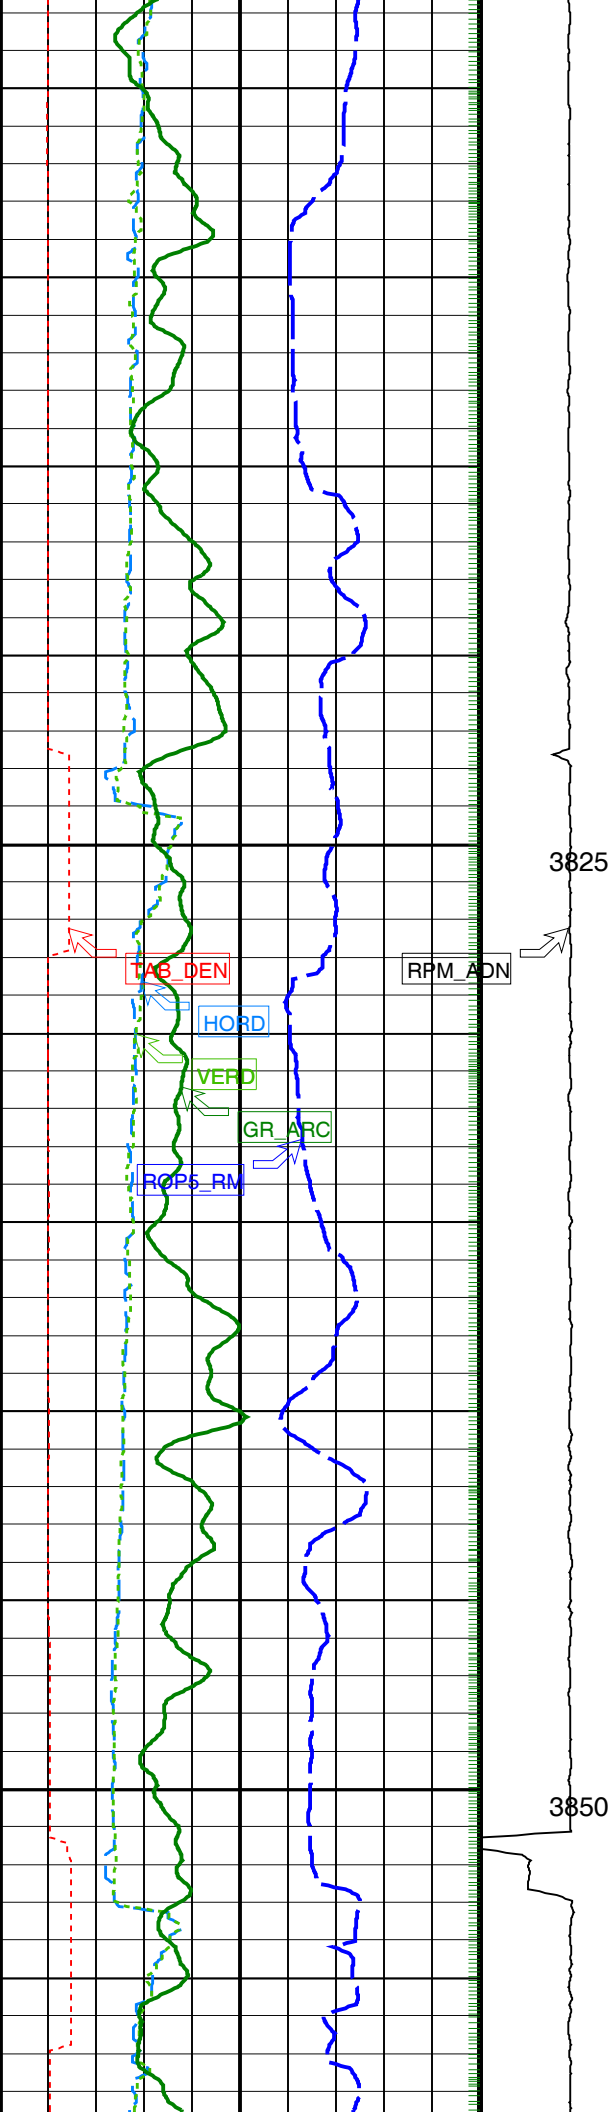 3825
TAB_DEN
RPM_ADN
HORD
VERD
GR_ARC
ROP5_RM
3850